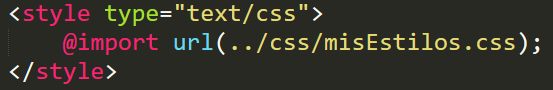 <style type="text/css">
    @import url(../css/misEstilos.css);
</style>